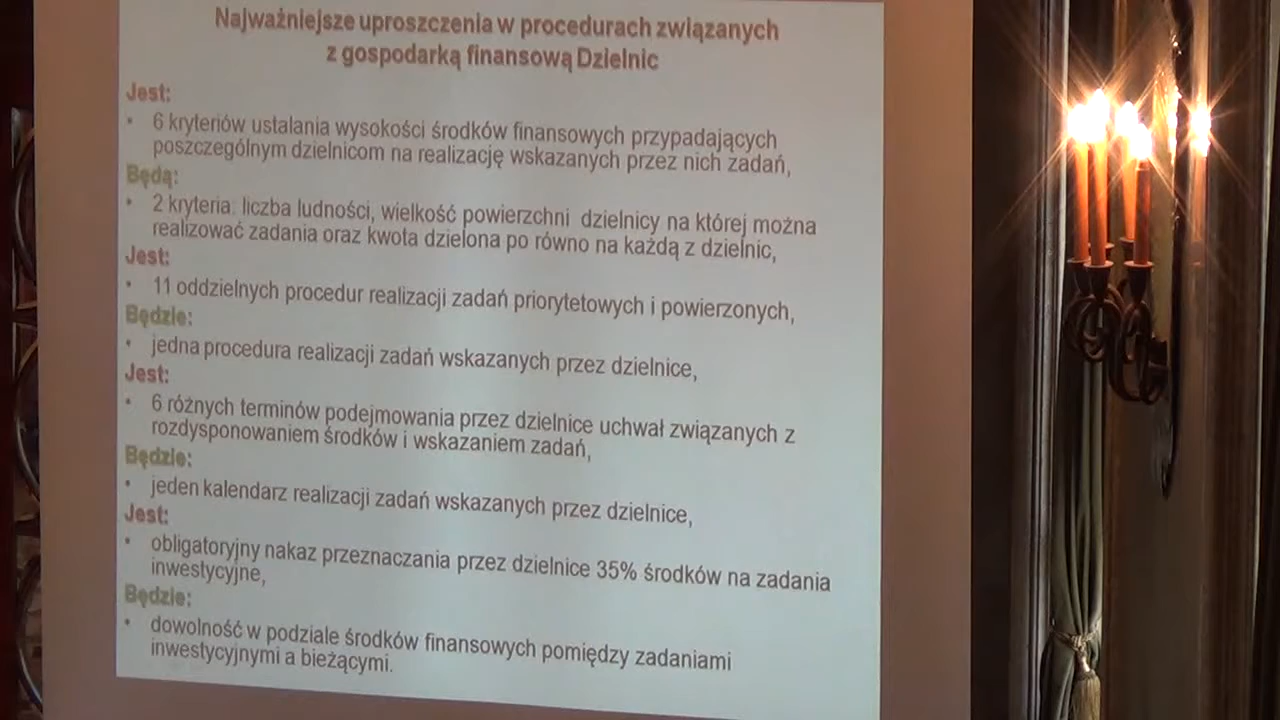 Najważniejsze uproszczenia w procedurach związanych
z gospodarką finansową Dzielnic
Jest:
• 6 kryteriów ustalania wysokości środków finansowych przypadających
poszczególnym dzielnicom na realizację wskazanych przez nich zadań,
Będą:
• 2 kryteria: liczba ludności, wielkość powierzchni dzielnicy na której można
realizować zadania oraz kwota dzielona po równo na każdą z dzielnic,
Jest:
• 11 oddzielnych procedur realizacji zadań priorytetowych i powierzonych,
Będzie:
• jedna procedura realizacji zadań wskazanych przez dzielnice,
Jest:
• 6 różnych terminów podejmowania przez dzielnice uchwał związanych z
rozdysponowaniem środków i wskazaniem zadań,
Będzie:
• jeden kalendarz realizacji zadań wskazanych przez dzielnice,
Jest:
• obligatoryjny nakaz przeznaczania przez dzielnice 35% środków na zadania
inwestycyjne,
Będzie:
• dowolność w podziale środków finansowych pomiędzy zadaniami
inwestycyjnymi a bieżącymi.